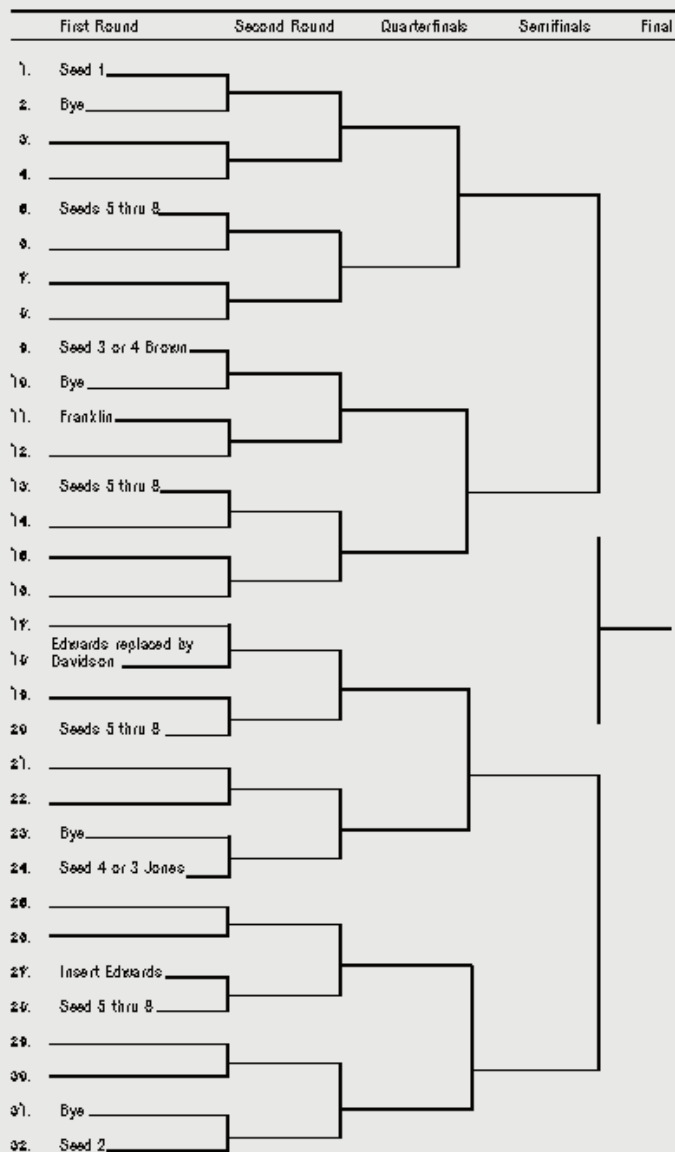 First Round Second Round Quarterfinals Semifinals Final
1. Seed 1
2. Bye
3.
4.
5. Seeds 5 thru 8
6.
7.
8.
9. Seed 3 or 4 Brown
10. Bye
11. Franklin
12.
13. Seeds 5 thru 8
14.
15.
16.
17.
Edwards replaced by
18. Davidson
19.
20 Seeds 5 thru 8
21.
22.
23. Bye
24. Seed 4 or 3 Jones
25.
26.
27. Insert Edwards
28. Seed 5 thru 8
29.
30.
31. Bye
32. Seed 2